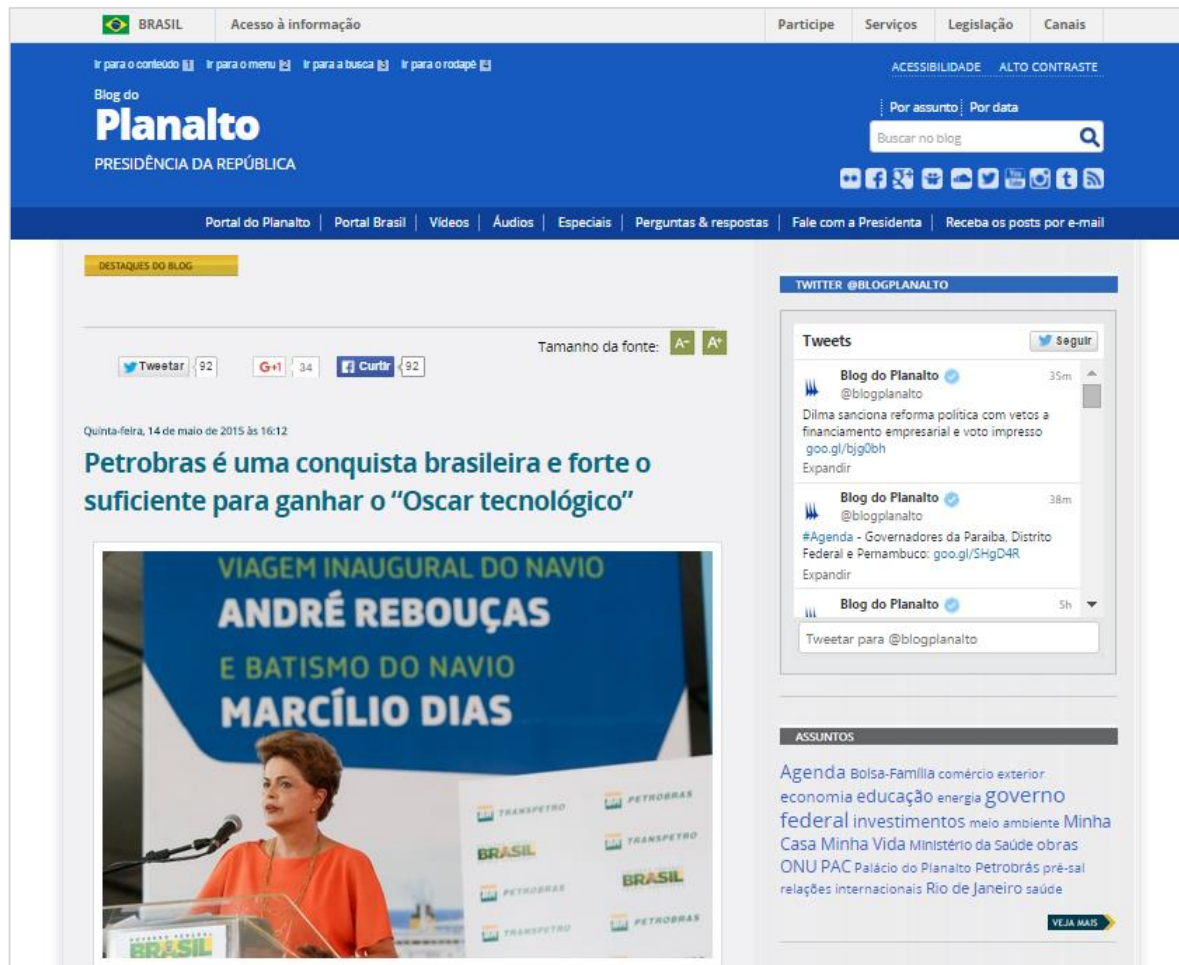 BRASIL Acesso à informação Participe Serviços Legislação Canais
Ir para o conteúdo 1 Ir para o menu 2 Ir para a busca 3 Ir para o rodapé 4
ACESSIBILIDADE ALTO CONTRASTE
Blog do
Planalto
PRESIDÊNCIA DA REPÚBLICA
Por assunto Por data
Buscar no blog
Portal do Planalto Portal Brasil Vídeos Áudios Especiais Perguntas & respostas Fale com a Presidenta Receba os posts por e-mail
DESTAQUES DO BLOG
Tamanho da fonte: A- A+
Tweetar 92 G+1 34 Curtir 92
Quinta-feira, 14 de maio de 2015 às 16:12
Petrobras é uma conquista brasileira e forte o
suficiente para ganhar o “Oscar tecnológico”
VIAGEM INAUGURAL DO NAVIO
ANDRÉ REBOUÇAS
E BATISMO DO NAVIO
MARCÍLIO DIAS
TRANSPETRO PETROBRAS
BRASIL TRANSPETRO
PETROBRAS BRASIL
TRANSPETRO PETROBRAS
GOVERNO FEDERAL
BRASIL
TWITTER @BLOGPLANALTO
Tweets Seguir
Blog do Planalto 35m
@blogplanalto
Dilma sanciona reforma política com vetos a
financiamento empresarial e voto impresso
goo.gl/bjg0bh
Expandir
Blog do Planalto 38m
@blogplanalto
#Agenda - Governadores da Paraíba, Distrito
Federal e Pernambuco: goo.gl/SHgD4R
Expandir
Blog do Planalto 5h
Tweetar para @blogplanalto
ASSUNTOS
Agenda Bolsa-Família comércio exterior
economia educação energia governo
federal investimentos meio ambiente Minha
Casa Minha Vida Ministério da Saúde obras
ONU PAC Palácio do Planalto Petrobrás pré-sal
relações internacionais Rio de Janeiro saúde
VEJA MAIS